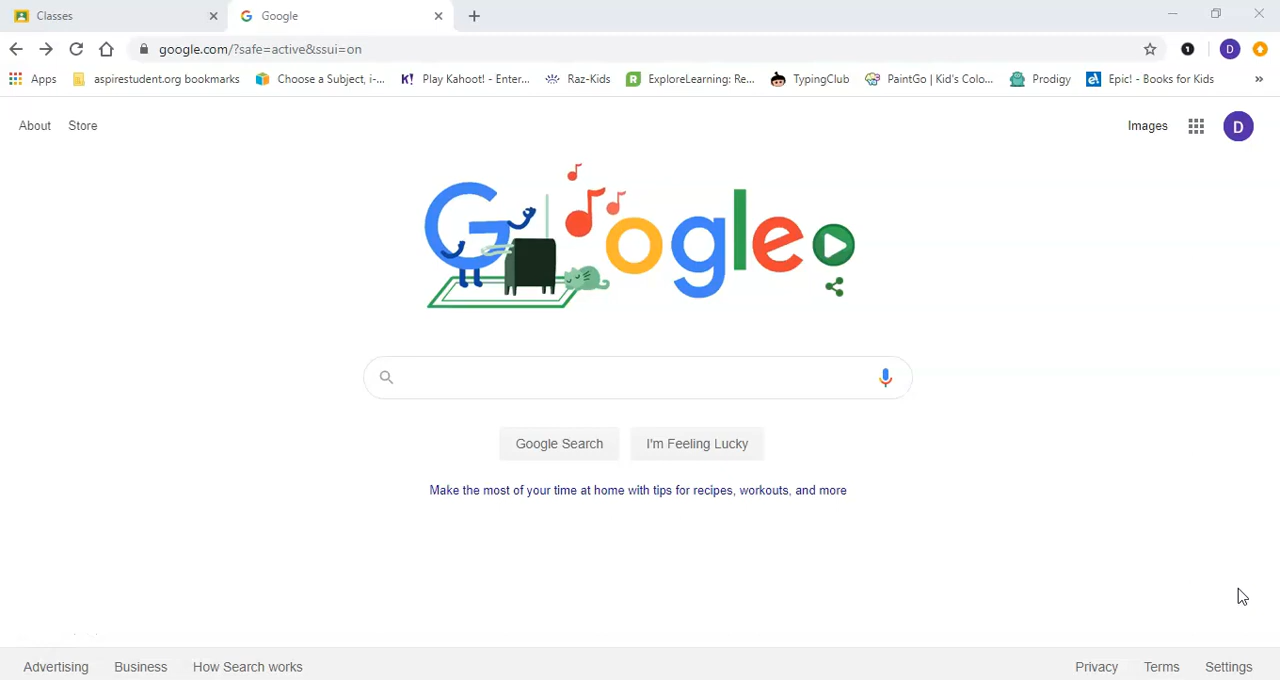 Classes
Google
google.com/?safe=active&ssui=on
1
D
Apps
aspirestudent.org bookmarks
Choose a Subject, i-...
K! Play Kahoot! - Enter...
Raz-Kids
R ExploreLearning: Re...
TypingClub
PaintGo | Kid's Colo...
Prodigy
Epic! - Books for Kids
»
About Store
Images
D
Google
Google Search
I'm Feeling Lucky
Make the most of your time at home with tips for recipes, workouts, and more
Advertising Business How Search works
Privacy Terms Settings